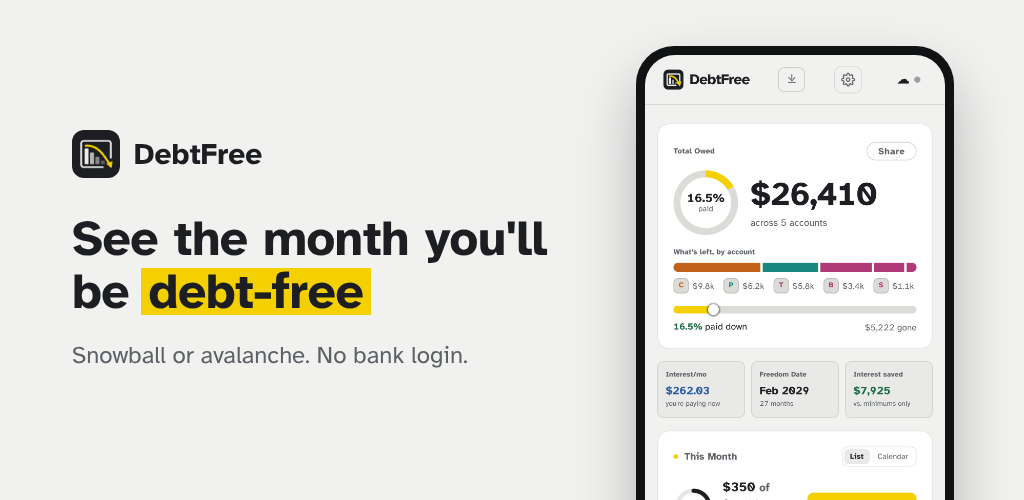 DebtFree
See the month you'll
be debt-free
Snowball or avalanche. No bank login.
DebtFree
Total Owed
Share
16.5%
paid
$26,410
across 5 accounts
What's left, by account
C $9.8k P $6.2k T $5.8k B $3.4k S $1.1k
16.5% paid down
$5,222 gone
Interest/mo
$262.03
you're paying now
Freedom Date
Feb 2029
27 months
Interest saved
$7,925
vs. minimums only
This Month
List
Calendar
$350 of